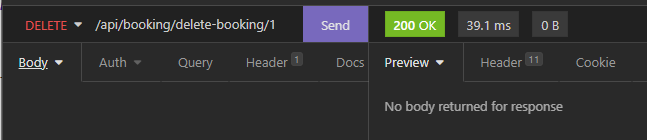 DELETE /api/booking/delete-booking/1 Send 200 OK 39.1 ms 0 B
Body Auth Query Header 1 Docs Preview Header 11 Cookie
No body returned for response